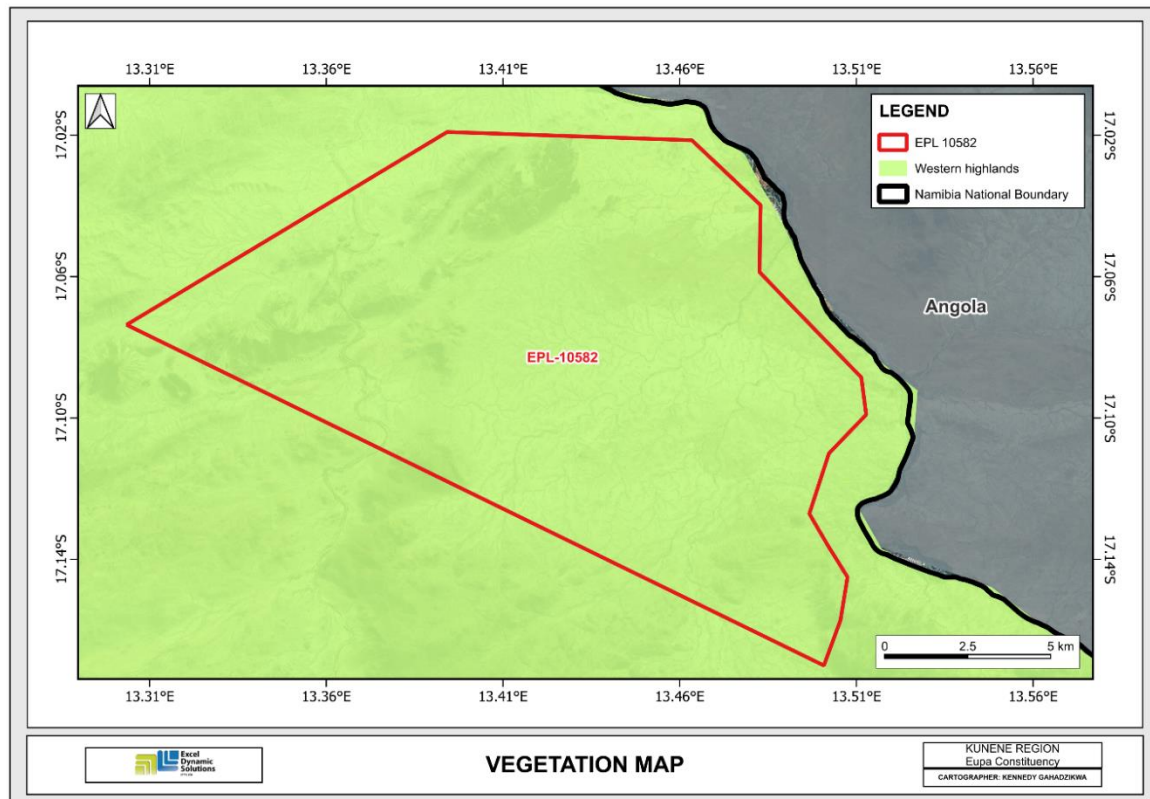 13.31°E 13.36°E 13.41°E 13.46°E 13.51°E 13.56°E
LEGEND
EPL 10582
Western highlands
Namibia National Boundary
17.02°S 17.02°S
17.06°S 17.06°S
Angola
EPL-10582
17.10°S 17.10°S
17.14°S 17.14°S
0 2.5 5 km
13.31°E 13.36°E 13.41°E 13.46°E 13.51°E 13.56°E
Excel
Dynamic
Solutions
VEGETATION MAP
KUNENE REGION
Eupa Constituency
CARTOGRAPHER: KENNEDY GAHADZIKWA